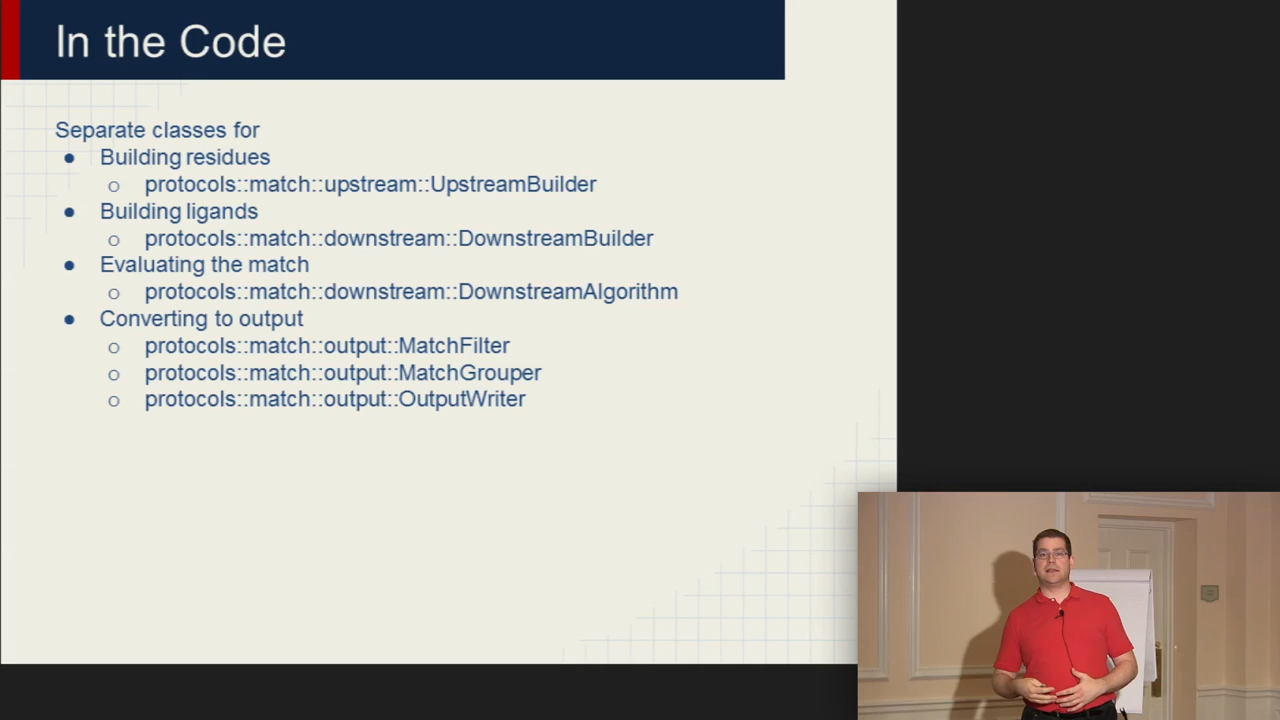 In the Code
Separate classes for
● Building residues
o protocols::match::upstream::UpstreamBuilder
● Building ligands
o protocols::match::downstream::DownstreamBuilder
● Evaluating the match
o protocols::match::downstream::DownstreamAlgorithm
● Converting to output
o protocols::match::output::MatchFilter
o protocols::match::output::MatchGrouper
o protocols::match::output::OutputWriter